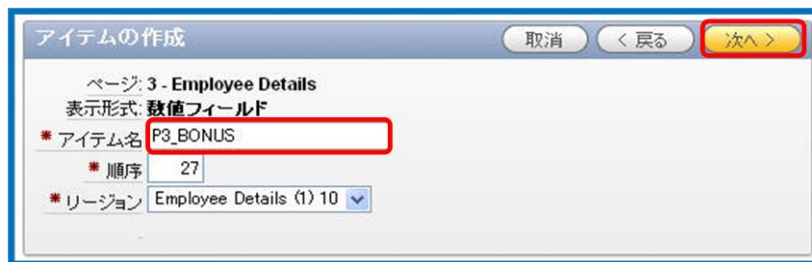 アイテムの作成 取消 < 戻る 次へ >
ページ: 3 - Employee Details
表示形式: 数値フィールド
* アイテム名 P3_BONUS
* 順序 27
* リージョン Employee Details (1) 10